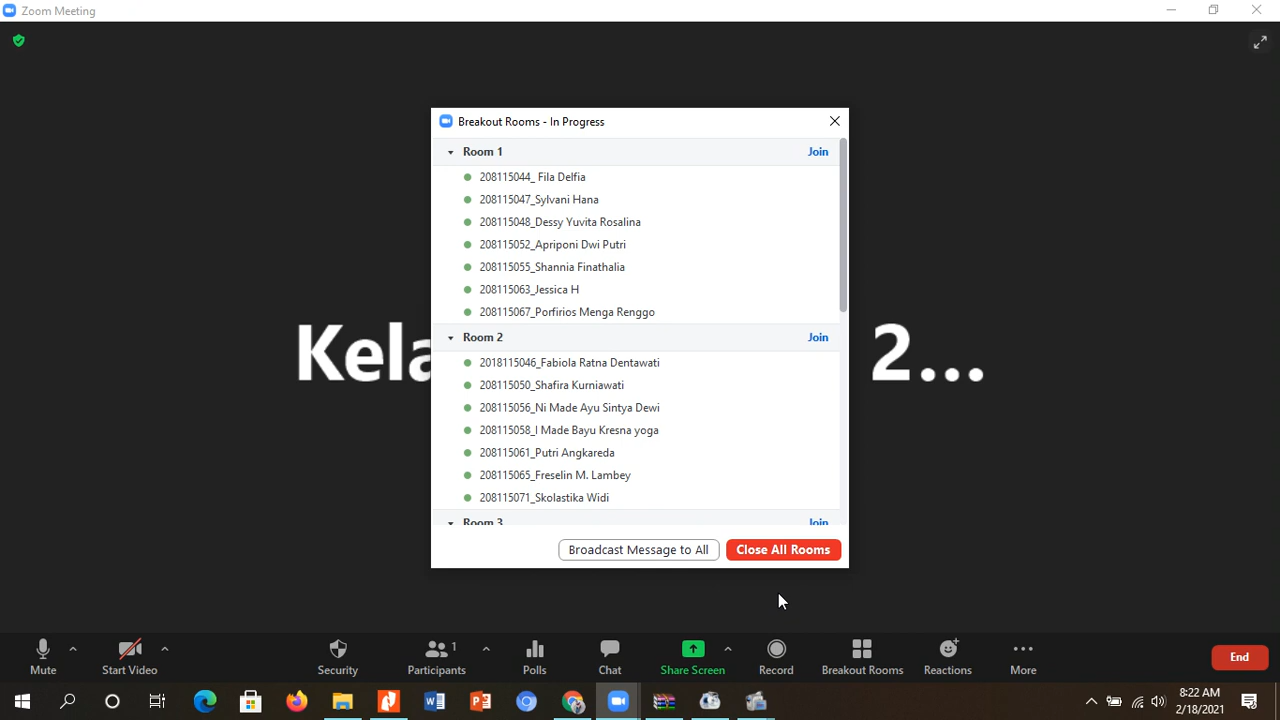 Zoom Meeting
Breakout Rooms - In Progress
Room 1 Join
208115044_ Fila Delfia
208115047_Sylvani Hana
208115048_Dessy Yuvita Rosalina
208115052_Apriponi Dwi Putri
208115055_Shannia Finathalia
208115063_Jessica H
208115067_Porfirios Menga Renggo
Room 2 Join
2018115046_Fabiola Ratna Dentawati
208115050_Shafira Kurniawati
208115056_Ni Made Ayu Sintya Dewi
208115058_I Made Bayu Kresna yoga
208115061_Putri Angkareda
208115065_Freselin M. Lambey
208115071_Skolastika Widi
Room 3 Join
Kela 2...
Broadcast Message to All Close All Rooms
1
Mute Start Video Security Participants Polls Chat Share Screen Record Breakout Rooms Reactions More End
8:22 AM
2/18/2021